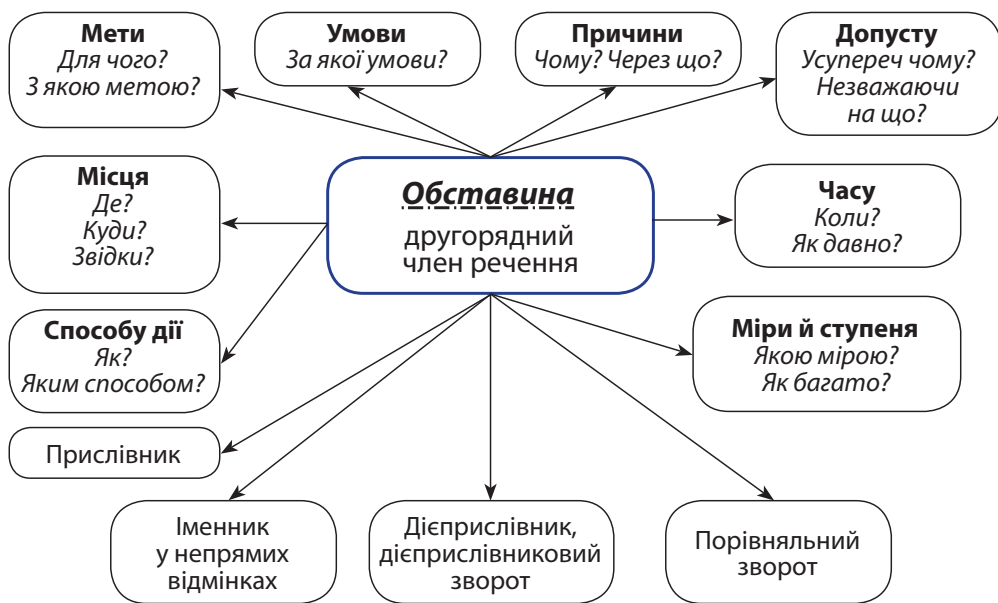 Мети
Для чого?
З якою метою?
Умови
За якої умови?
Причини
Чому? Через що?
Допусту
Усупереч чому?
Незважаючи
на що?
Місця
Де?
Куди?
Звідки?
Обставина
другорядний
член речення
Часу
Коли?
Як давно?
Способу дії
Як?
Яким способом?
Міри й ступеня
Якою мірою?
Як багато?
Прислівник
Іменник
у непрямих
відмінках
Дієприслівник,
дієприслівниковий
зворот
Порівняльний
зворот